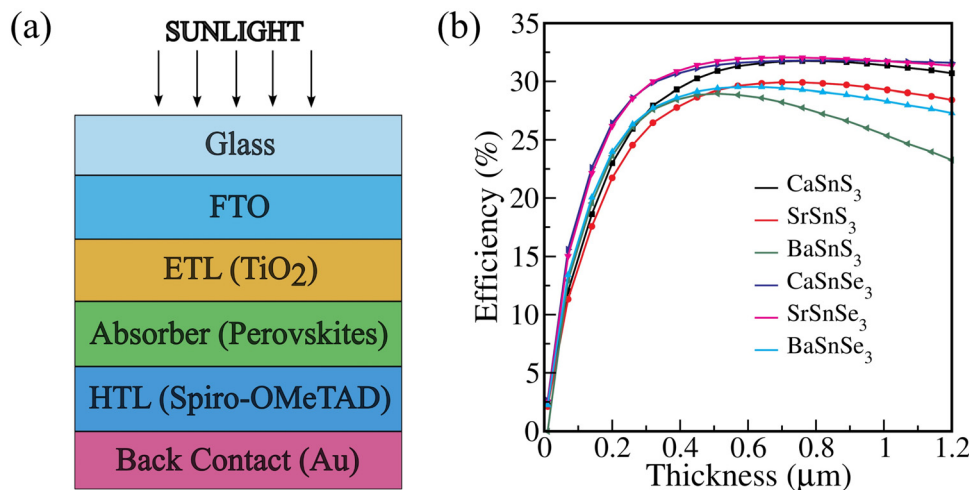 (a)
SUNLIGHT
Glass
FTO
ETL (TiO₂)
Absorber (Perovskites)
HTL (Spiro-OMeTAD)
Back Contact (Au)
(b)
Efficiency (%)
35
30
25
20
15
10
5
0
CaSnS₃
SrSnS₃
BaSnS₃
CaSnSe₃
SrSnSe₃
BaSnSe₃
0 0.2 0.4 0.6 0.8 1 1.2
Thickness (μm)